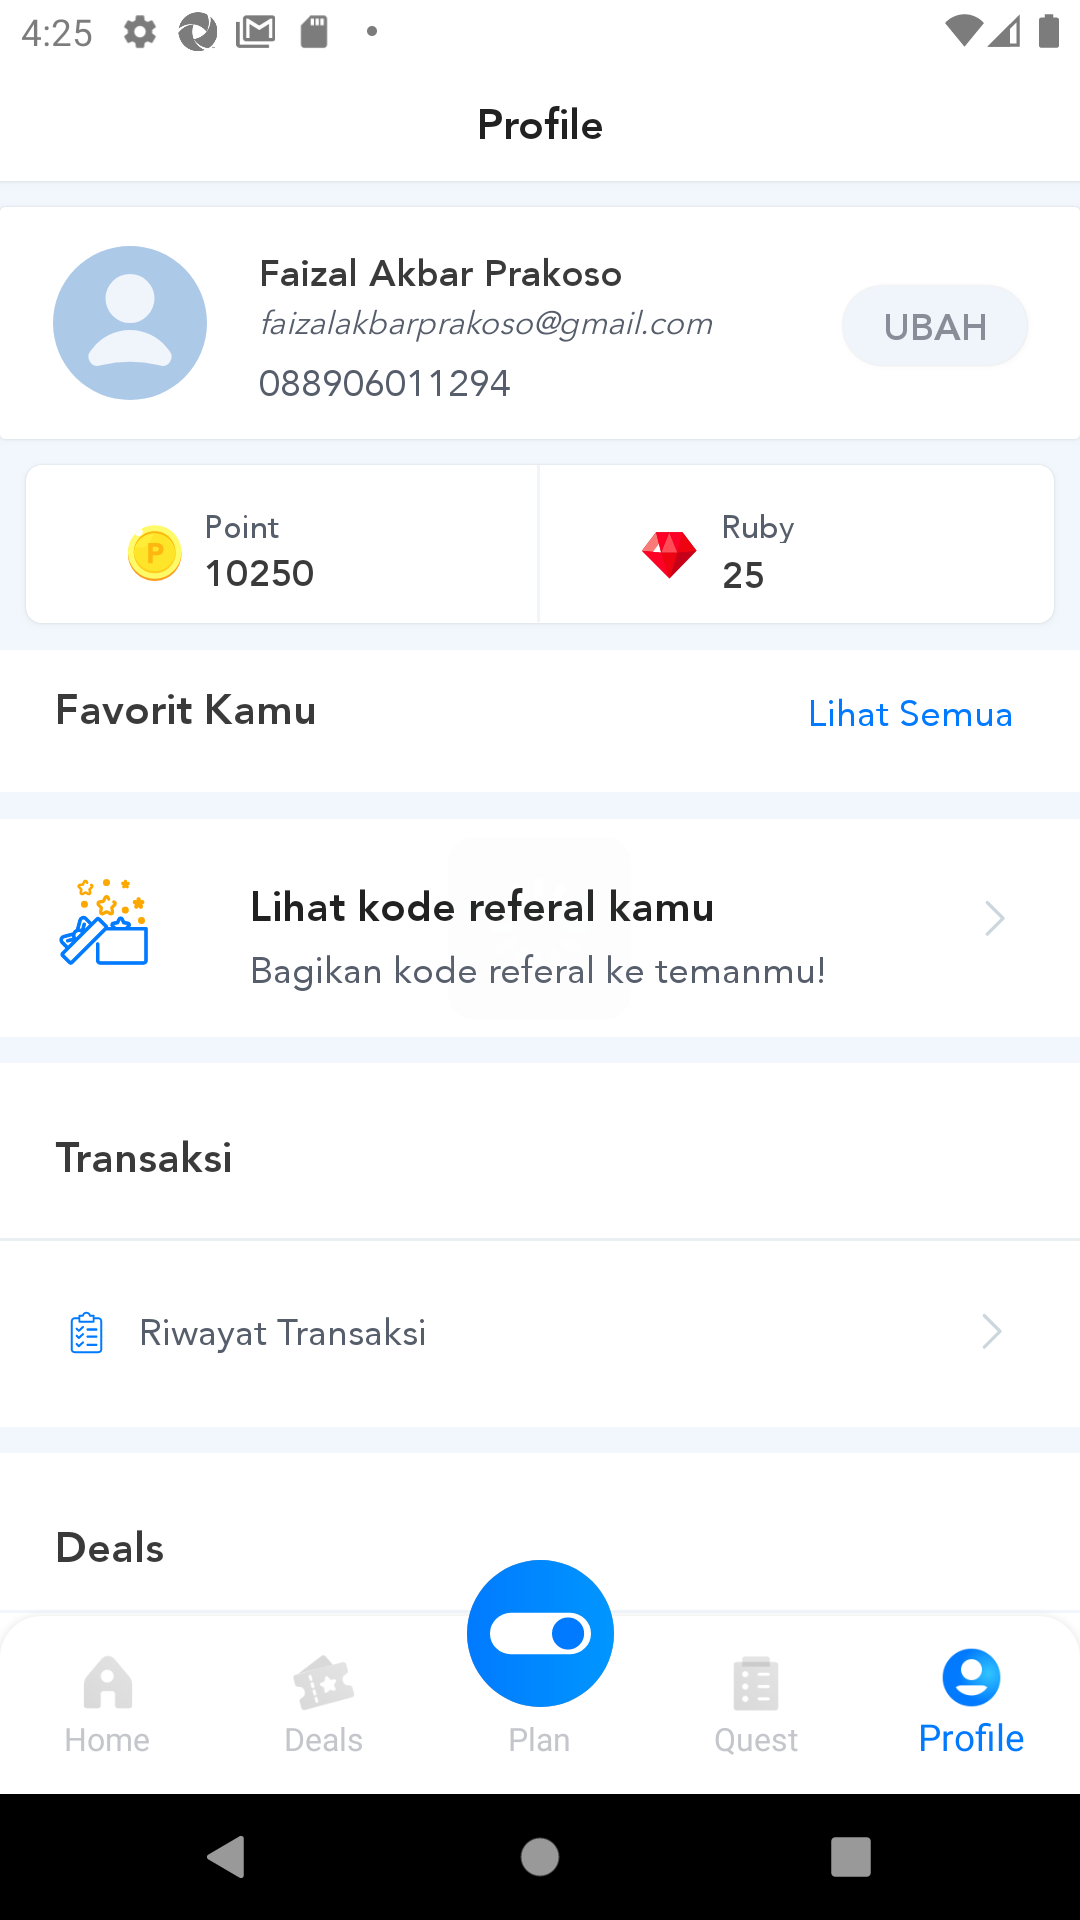 4:25
Profile
Faizal Akbar Prakoso
faizalakbarprakoso@gmail.com
088906011294
UBAH
Point
10250
Ruby
25
Favorit Kamu
Lihat Semua
Lihat kode referal kamu
Bagikan kode referal ke temanmu!
Transaksi
Riwayat Transaksi
Deals
Home
Deals
Plan
Quest
Profile